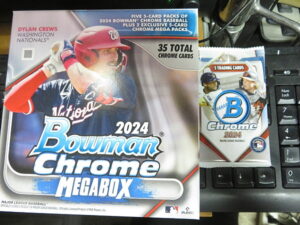 DYLAN CREWS
WASHINGTON
NATIONALS
FIVE 5-CARD PACKS OF
2024 BOWMAN CHROME BASEBALL
PLUS 2 EXCLUSIVE 5-CARD
CHROME MEGA PACKS
35 TOTAL
CHROME CARDS
2024
Bowman
Chrome
MEGABOX
MAJOR LEAGUE BASEBALL
5 TRADING CARDS
B
Bowman
Chrome
2024